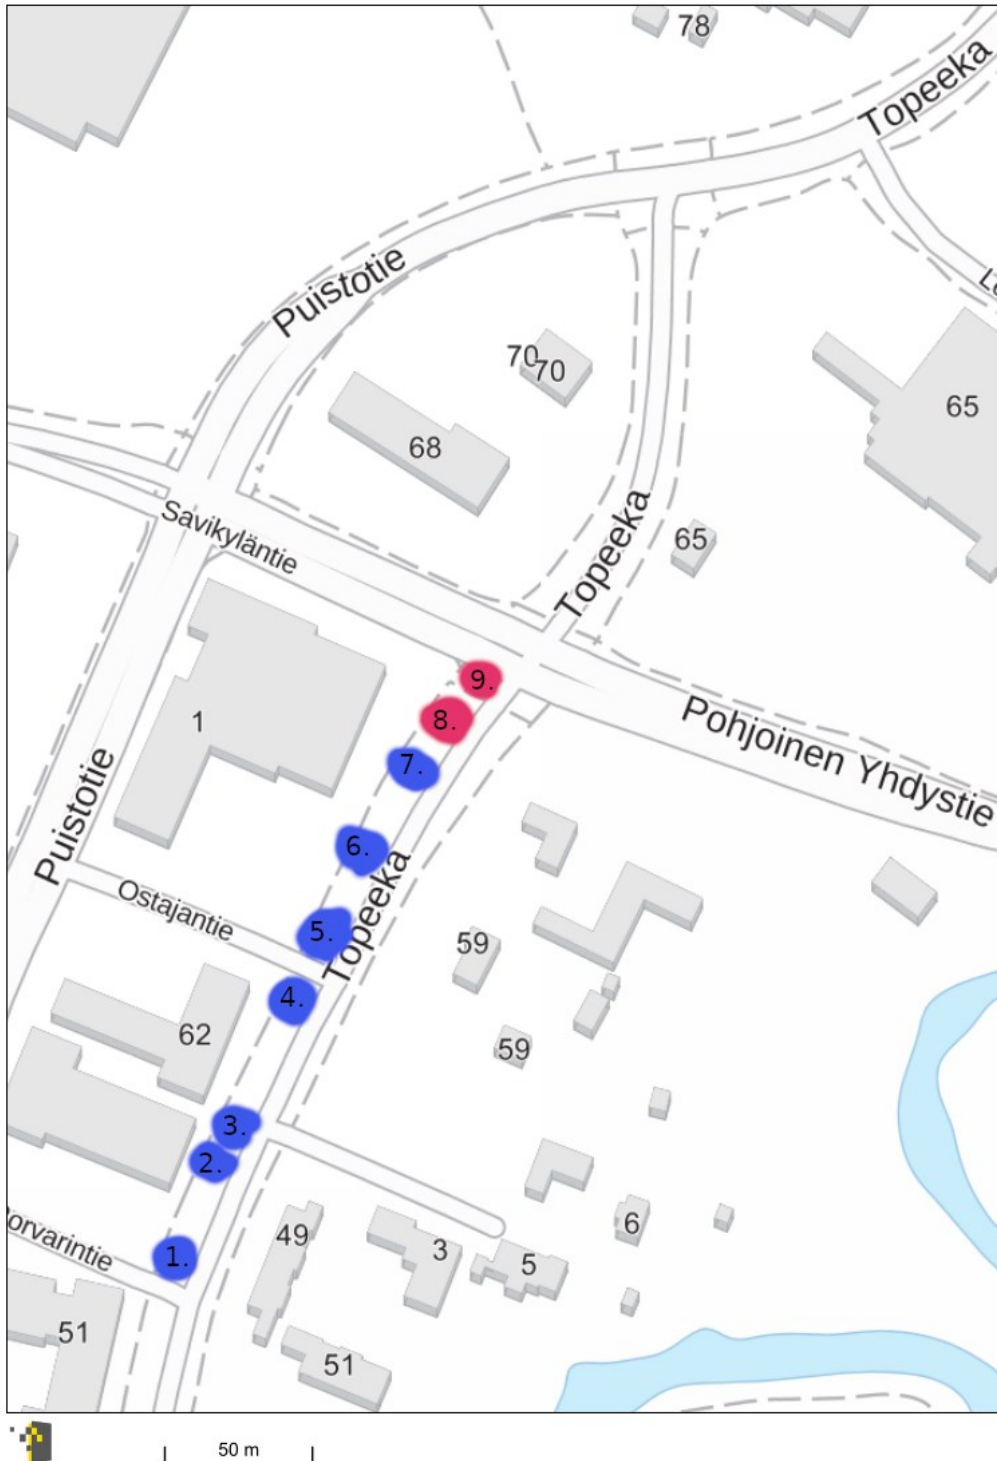 78
Topeeka
Puistotie
70
70
65
68
Savikyläntie
65
Topeeka
9.
8.
1
7.
Pohjoinen Yhdystie
Puistotie
6.
Topeeka
Ostajantie
5.
59
4.
62
59
3.
2.
49
6
3
5
1.
51
51
50 m